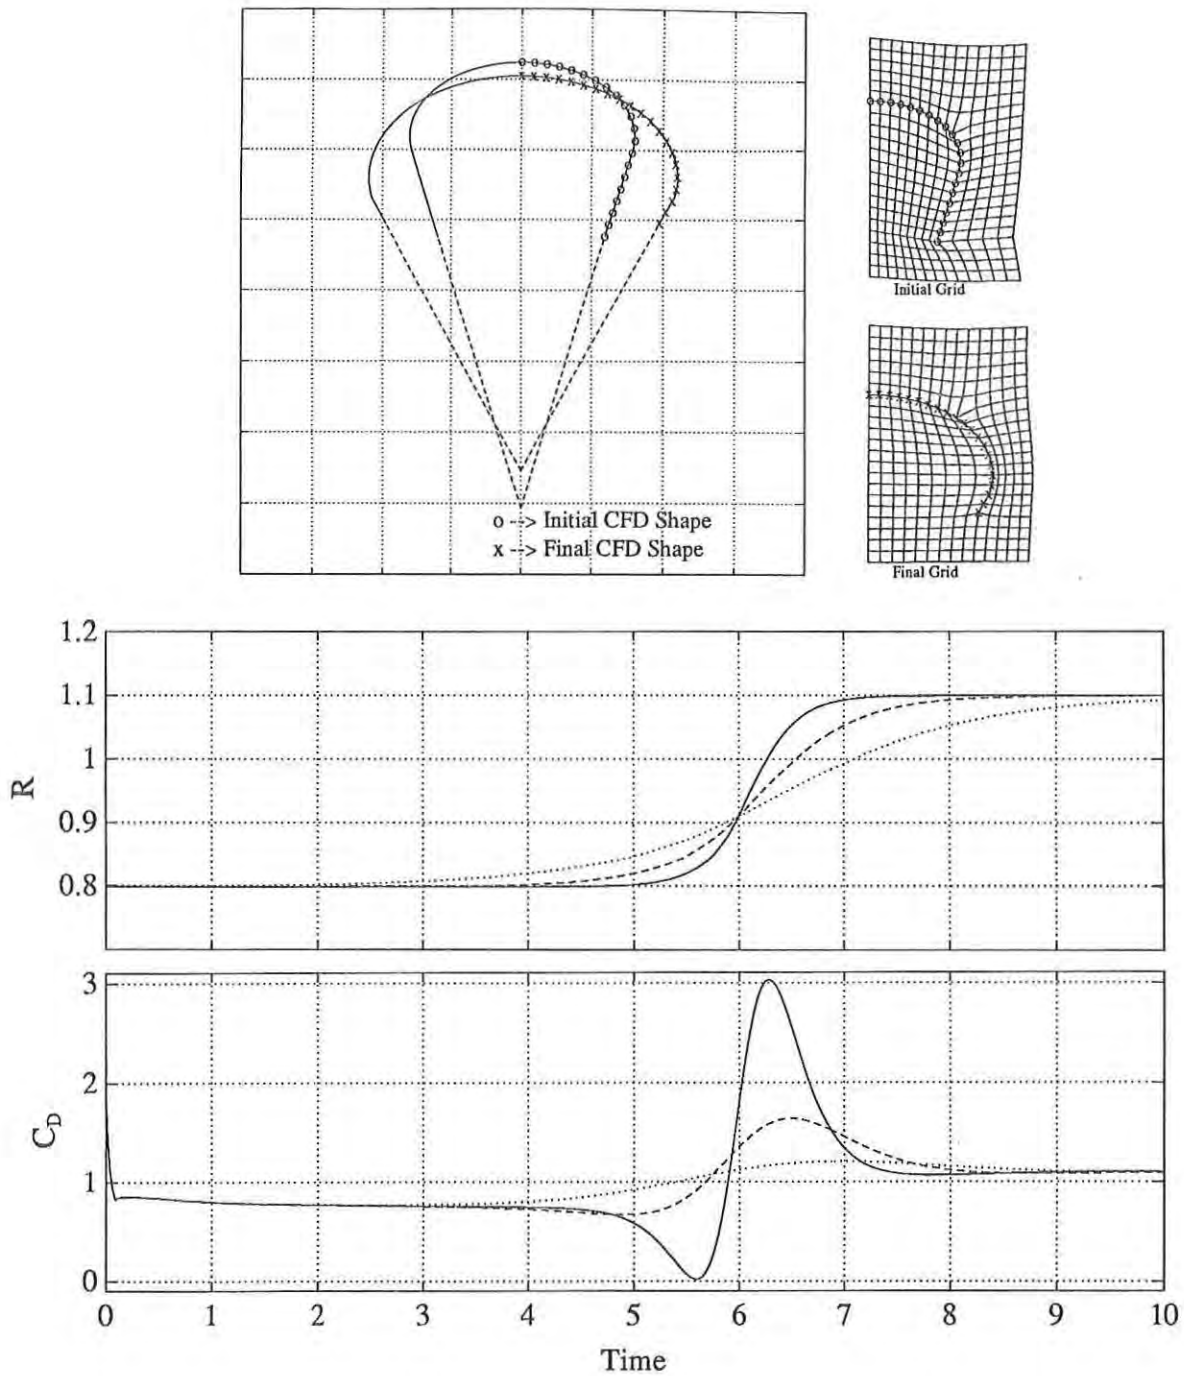 o --> Initial CFD Shape
x --> Final CFD Shape
Initial Grid
Final Grid
1.2
1.1
1
0.9
0.8
R
3
2
1
0
C_D
0 1 2 3 4 5 6 7 8 9 10
Time